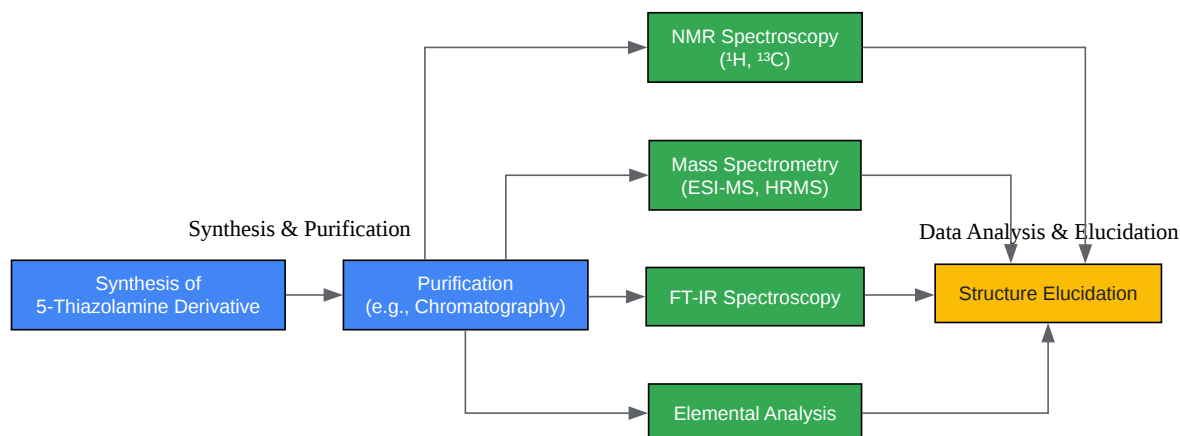 NMR Spectroscopy
(¹H, ¹³C)
Mass Spectrometry
(ESI-MS, HRMS)
Synthesis & Purification
Data Analysis & Elucidation
Synthesis of
5-Thiazolamine Derivative
Purification
(e.g., Chromatography)
FT-IR Spectroscopy
Structure Elucidation
Elemental Analysis